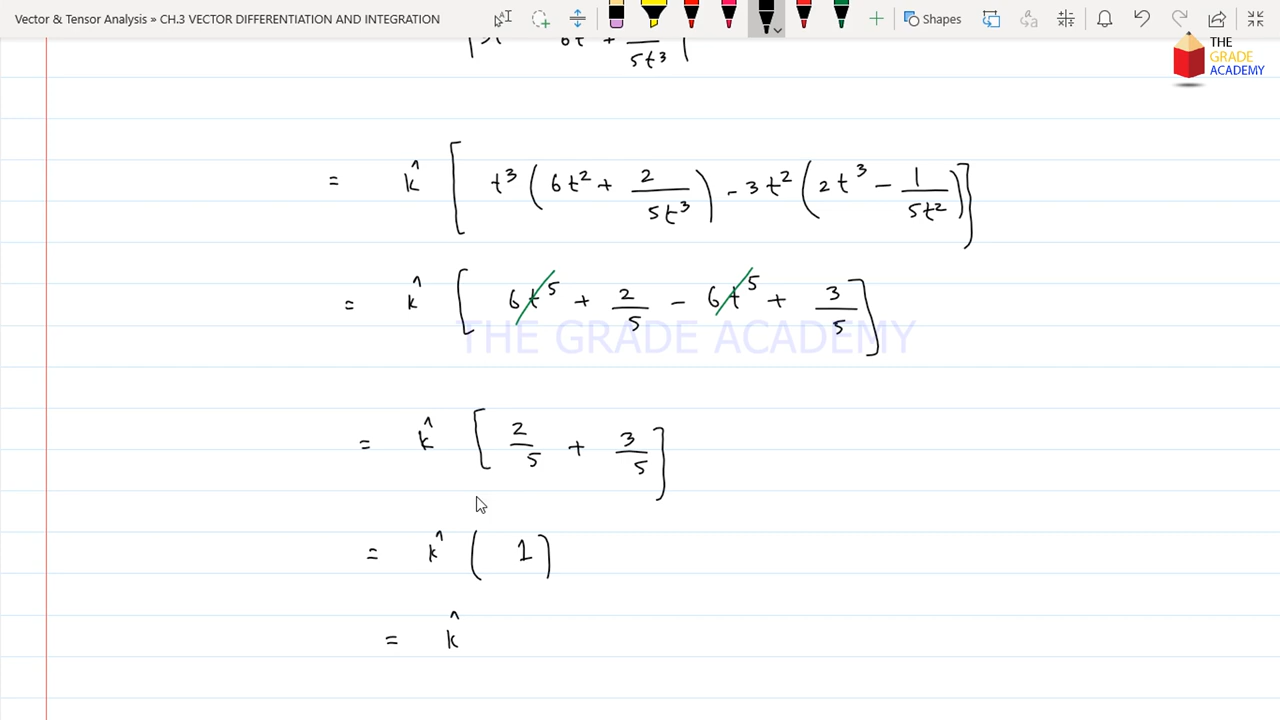 Vector & Tensor Analysis » CH.3 VECTOR DIFFERENTIATION AND INTEGRATION
Shapes
THE
GRADE
ACADEMY
5t³
= k̂ [ t³ ( 6t² + 2/5t³ ) - 3t² ( 2t³ - 1/5t² ) ]
= k̂ [ 6t⁵ + 2/5 - 6t⁵ + 3/5 ]
THE GRADE ACADEMY
= k̂ [ 2/5 + 3/5 ]
= k̂ ( 1 )
= k̂